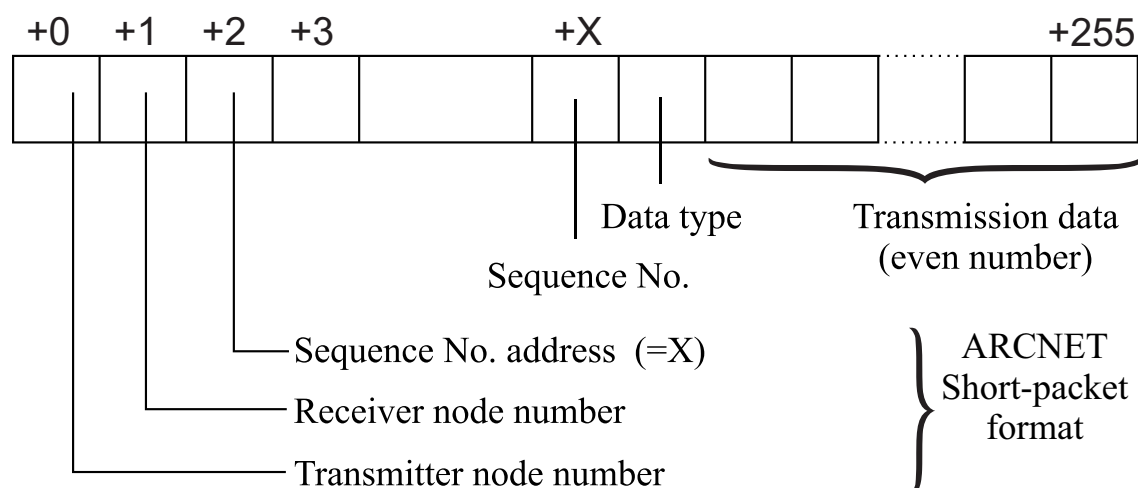 +0 +1 +2 +3 +X +255
Data type
Transmission data
(even number)
Sequence No.
Sequence No. address (=X)
Receiver node number
Transmitter node number
ARCNET
Short-packet
format